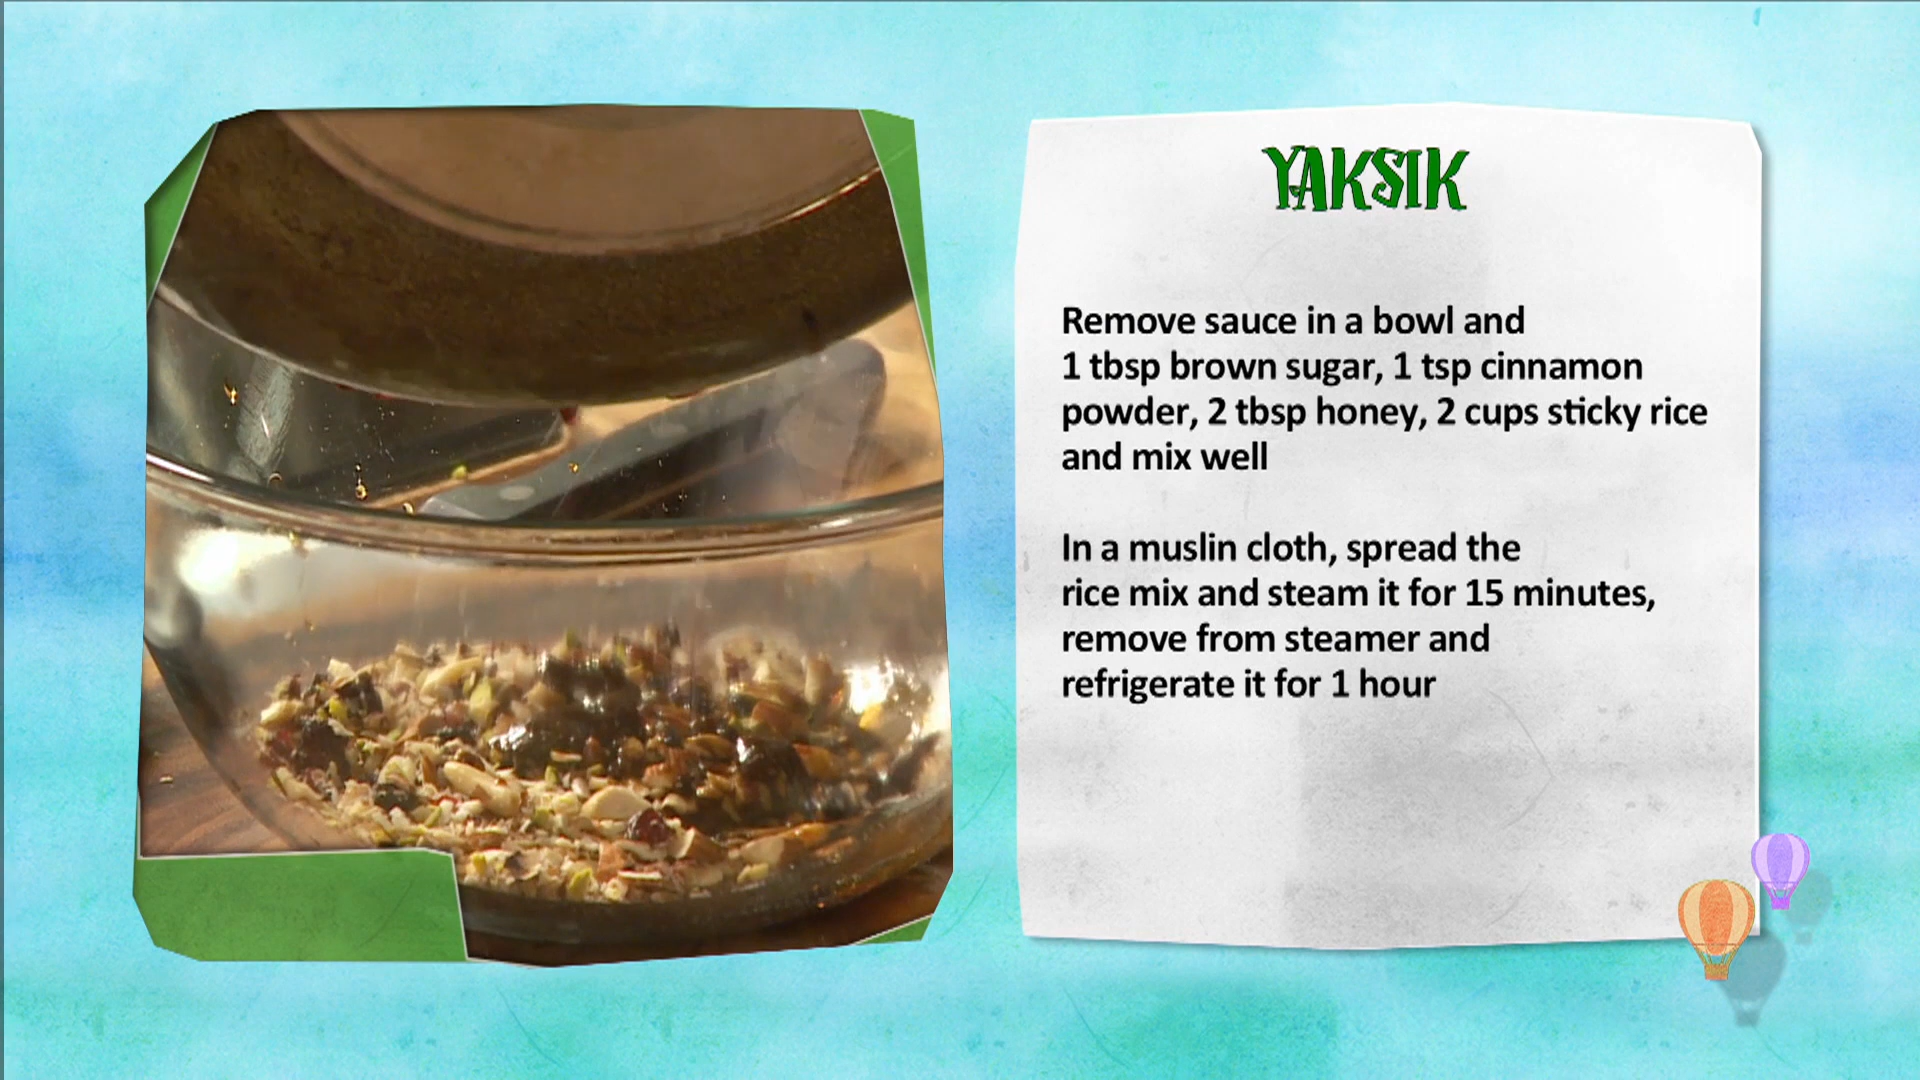 YAKSIK
Remove sauce in a bowl and
1 tbsp brown sugar, 1 tsp cinnamon
powder, 2 tbsp honey, 2 cups sticky rice
and mix well
In a muslin cloth, spread the
rice mix and steam it for 15 minutes,
remove from steamer and
refrigerate it for 1 hour